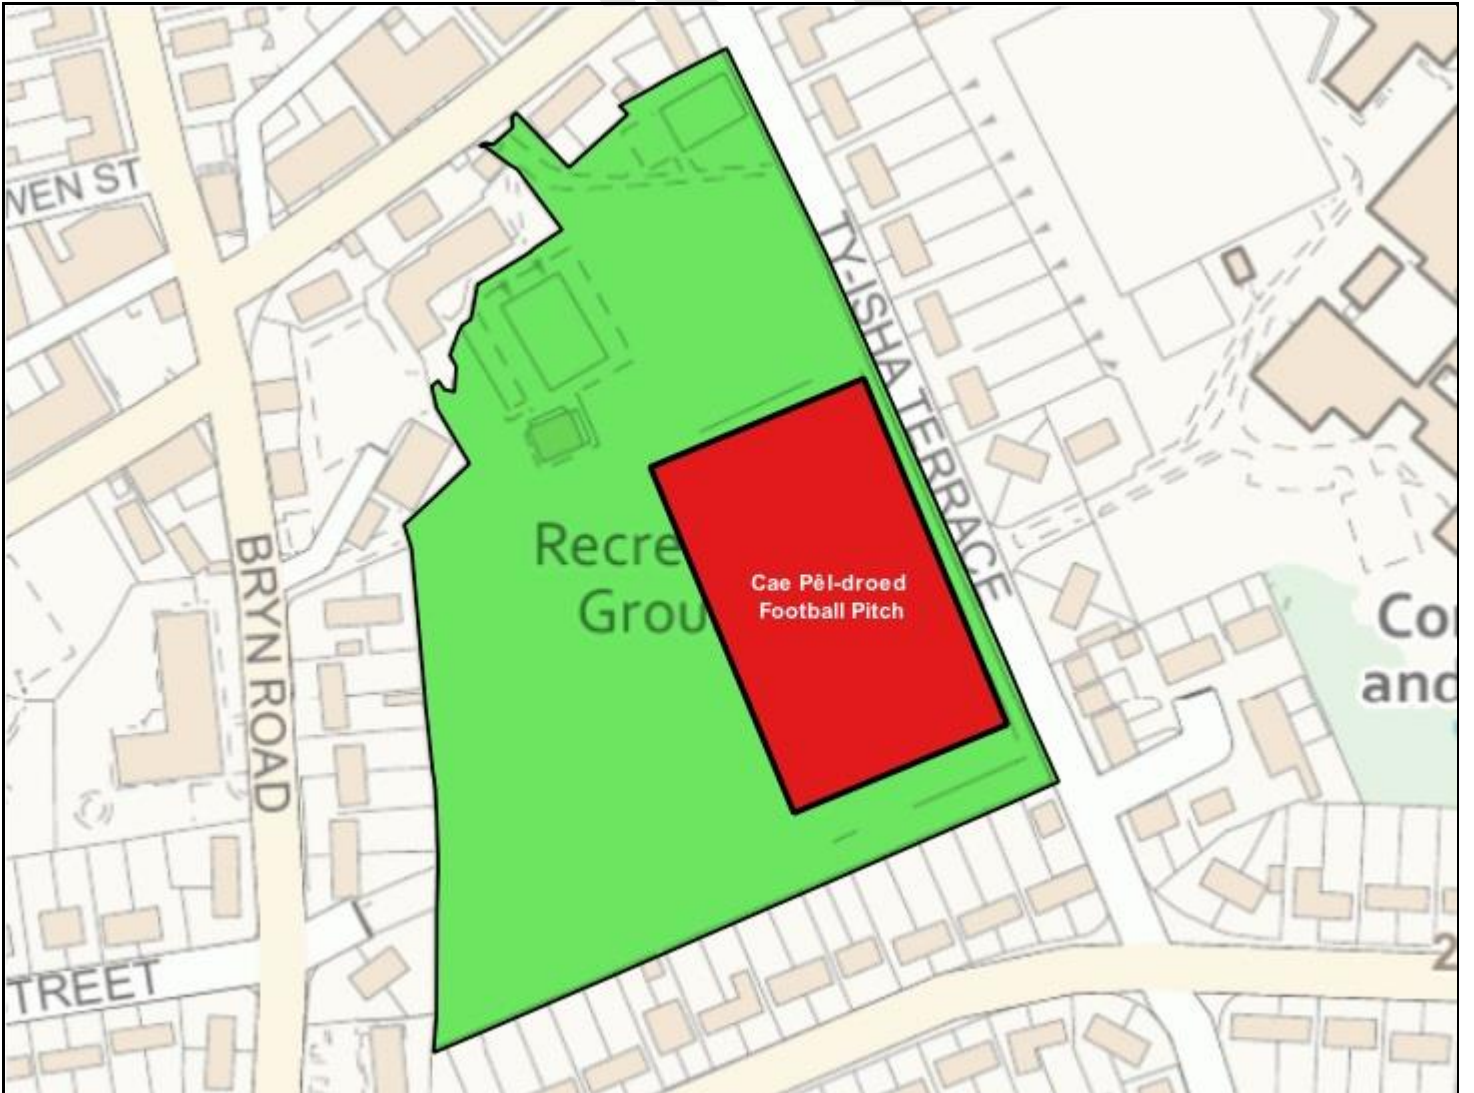 WEN ST
TY-ISHA TERRACE
Recre
Grou
Cae Pêl-droed
Football Pitch
BRYN ROAD
Co
and
TREET
2